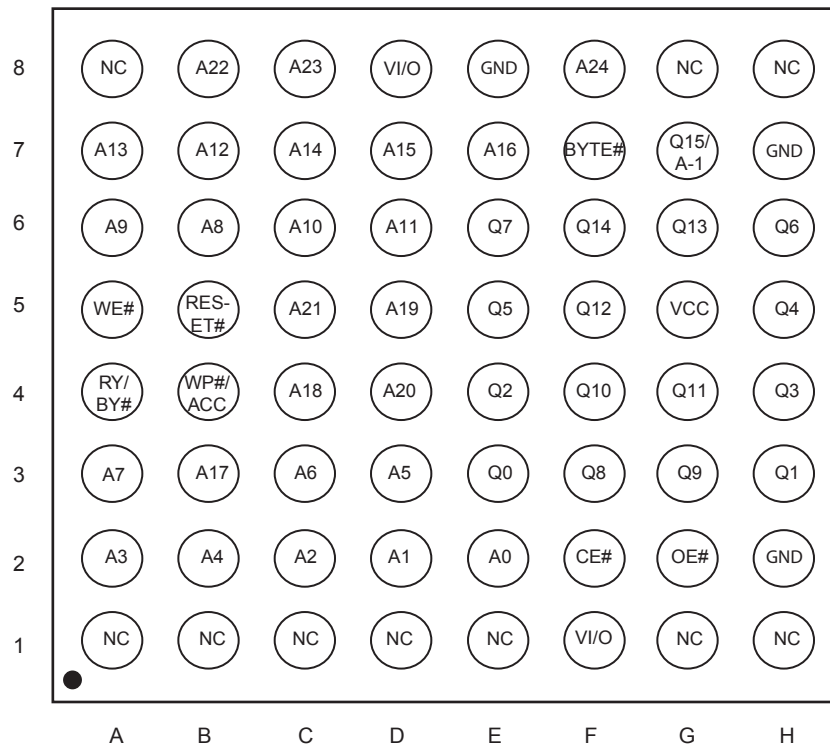 8 NC A22 A23 VI/O GND A24 NC NC
7 A13 A12 A14 A15 A16 BYTE# Q15/
A-1 GND
6 A9 A8 A10 A11 Q7 Q14 Q13 Q6
5 WE# RES-
ET# A21 A19 Q5 Q12 VCC Q4
4 RY/
BY# WP#/
ACC A18 A20 Q2 Q10 Q11 Q3
3 A7 A17 A6 A5 Q0 Q8 Q9 Q1
2 A3 A4 A2 A1 A0 CE# OE# GND
1 NC NC NC NC NC VI/O NC NC
A B C D E F G H